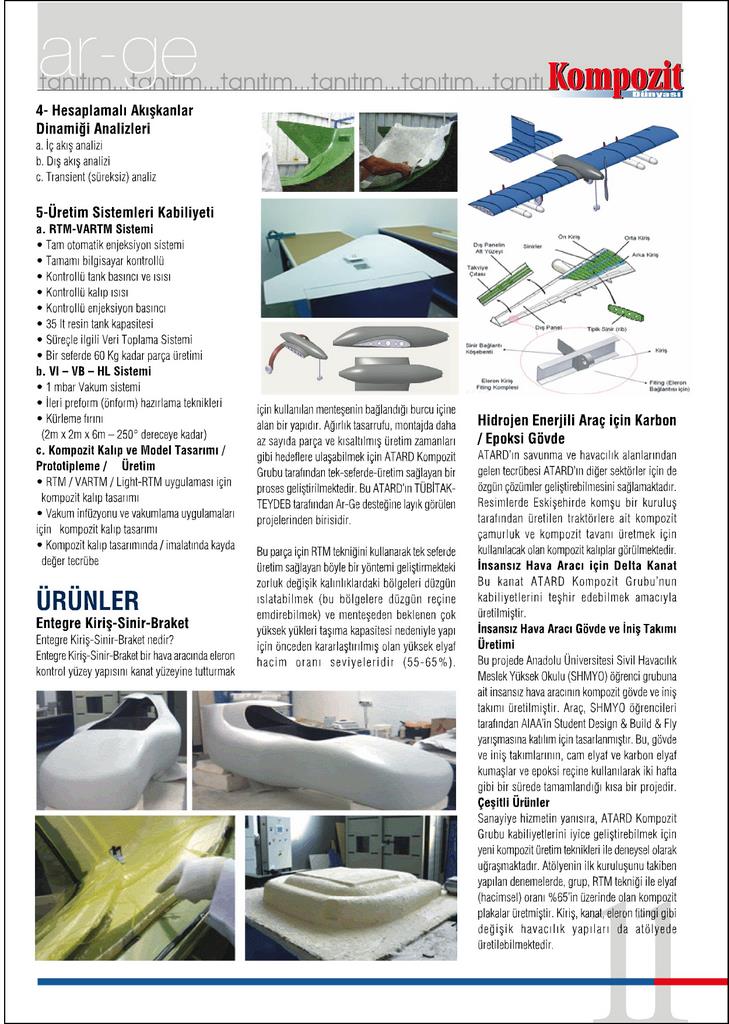 ar-ge
tanıtım...tanıtım...tanıtım...tanıtım...tanıtım...tanıtı
Kompozit
Dünyası
4- Hesaplamalı Akışkanlar
Dinamiği Analizleri
a. İç akış analizi
b. Dış akış analizi
c. Transient (süreksiz) analiz
5-Üretim Sistemleri Kabiliyeti
a. RTM-VARTM Sistemi
• Tam otomatik enjeksiyon sistemi
• Tamamı bilgisayar kontrollü
• Kontrollü tank basıncı ve ısısı
• Kontrollü kalıp ısısı
• Kontrollü enjeksiyon basıncı
• 35 lt resin tank kapasitesi
• Süreçle ilgili Veri Toplama Sistemi
• Bir seferde 60 Kg kadar parça üretimi
b. VI – VB – HL Sistemi
• 1 mbar Vakum sistemi
• İleri preform (önform) hazırlama teknikleri
• Kürleme fırını
(2m x 2m x 6m – 250° dereceye kadar)
c. Kompozit Kalıp ve Model Tasarımı /
Prototipleme / Üretim
• RTM / VARTM / Light-RTM uygulaması için
kompozit kalıp tasarımı
• Vakum infüzyonu ve vakumlama uygulamaları
için kompozit kalıp tasarımı
• Kompozit kalıp tasarımında / imalatında kayda
değer tecrübe
ÜRÜNLER
Entegre Kiriş-Sinir-Braket
Entegre Kiriş-Sinir-Braket nedir?
Entegre Kiriş-Sinir-Braket bir hava aracında eleron
kontrol yüzey yapısını kanat yüzeyine tutturmak
için kullanılan menteşenin bağlandığı burcu içine
alan bir yapıdır. Ağırlık tasarrufu, montajda daha
az sayıda parça ve kısaltılmış üretim zamanları
gibi hedeflere ulaşabilmek için ATARD Kompozit
Grubu tarafından tek-seferde-üretim sağlayan bir
proses geliştirilmektedir. Bu ATARD'ın TÜBİTAK-
TEYDEB tarafından Ar-Ge desteğine layık görülen
projelerinden birisidir.
Bu parça için RTM tekniğini kullanarak tek seferde
üretim sağlayan böyle bir yöntemi geliştirmekteki
zorluk değişik kalınlıklardaki bölgeleri düzgün
ıslatabilmek (bu bölgelere düzgün reçine
emdirebilmek) ve menteşeden beklenen çok
yüksek yükleri taşıma kapasitesi nedeniyle yapı
için önceden kararlaştırılmış olan yüksek elyaf
hacim oranı seviyeleridir (55-65%).
Dış Panelin
Alt Yüzeyi
Sinirler
Ön Kiriş
Orta Kiriş
Arka Kiriş
Takviye
Çıtası
Dış Panel
Tipik Sinir (rib)
Sinir Bağlantı
Köşebenti
Kiriş
Eleron Kiriş
Fiting Komplesi
Fiting (Eleron
Bağlantısı için)
Hidrojen Enerjili Araç için Karbon
/ Epoksi Gövde
ATARD'ın savunma ve havacılık alanlarından
gelen tecrübesi ATARD'ın diğer sektörler için de
özgün çözümler geliştirebilmesini sağlamaktadır.
Resimlerde Eskişehirde komşu bir kuruluş
tarafından üretilen traktörlere ait kompozit
çamurluk ve kompozit tavanı üretmek için
kullanılacak olan kompozit kalıplar görülmektedir.
İnsansız Hava Aracı için Delta Kanat
Bu kanat ATARD Kompozit Grubu'nun
kabiliyetlerini teşhir edebilmek amacıyla
üretilmiştir.
İnsansız Hava Aracı Gövde ve İniş Takımı
Üretimi
Bu projede Anadolu Üniversitesi Sivil Havacılık
Meslek Yüksek Okulu (SHMYO) öğrenci grubuna
ait insansız hava aracının kompozit gövde ve iniş
takımı üretilmiştir. Araç, SHMYO öğrencileri
tarafından AIAA'in Student Design & Build & Fly
yarışmasına katılım için tasarlanmıştır. Bu, gövde
ve iniş takımlarının, cam elyaf ve karbon elyaf
kumaşlar ve epoksi reçine kullanılarak iki hafta
gibi bir sürede tamamlandığı kısa bir projedir.
Çeşitli Ürünler
Sanayiye hizmetin yanısıra, ATARD Kompozit
Grubu kabiliyetlerini iyice geliştirebilmek için
yeni kompozit üretim teknikleri ile deneysel olarak
uğraşmaktadır. Atölyenin ilk kuruluşunu takiben
yapılan denemelerde, grup, RTM tekniği ile elyaf
(hacimsel) oranı %65'in üzerinde olan kompozit
plakalar üretmiştir. Kiriş, kanal, eleron fitingi gibi
değişik havacılık yapıları da atölyede
üretilebilmektedir.
11